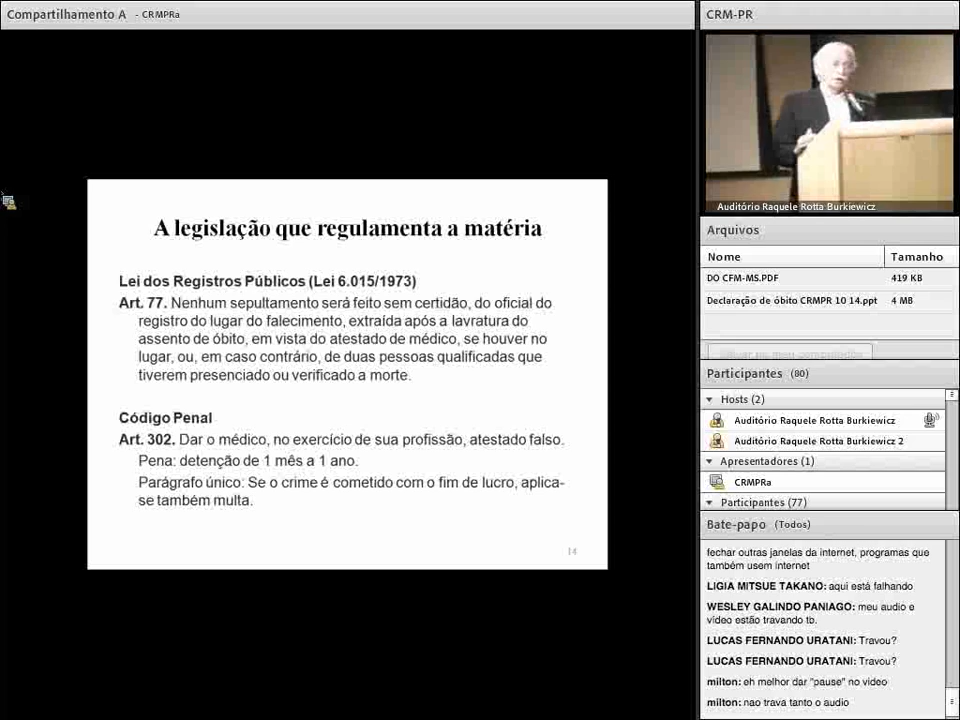 Compartilhamento A - CRMPRa
A legislação que regulamenta a matéria
Lei dos Registros Públicos (Lei 6.015/1973)
Art. 77. Nenhum sepultamento será feito sem certidão, do oficial do
registro do lugar do falecimento, extraída após a lavratura do
assento de óbito, em vista do atestado de médico, se houver no
lugar, ou, em caso contrário, de duas pessoas qualificadas que
tiverem presenciado ou verificado a morte.
Código Penal
Art. 302. Dar o médico, no exercício de sua profissão, atestado falso.
Pena: detenção de 1 mês a 1 ano.
Parágrafo único: Se o crime é cometido com o fim de lucro, aplica-
se também multa.
14
CRM-PR
Auditório Raquele Rotta Burkiewicz
Arquivos
Nome Tamanho
DO CFM-MS.PDF 419 KB
Declaração de óbito CRMPR 10 14.ppt 4 MB
Participantes (80)
Hosts (2)
Auditório Raquele Rotta Burkiewicz
Auditório Raquele Rotta Burkiewicz 2
Apresentadores (1)
CRMPRa
Participantes (77)
Bate-papo (Todos)
fechar outras janelas da internet, programas que
também usem internet
LIGIA MITSUE TAKANO: aqui está falhando
WESLEY GALINDO PANIAGO: meu audio e
vídeo estão travando tb.
LUCAS FERNANDO URATANI: Travou?
LUCAS FERNANDO URATANI: Travou?
milton: eh melhor dar "pause" no video
milton: nao trava tanto o audio